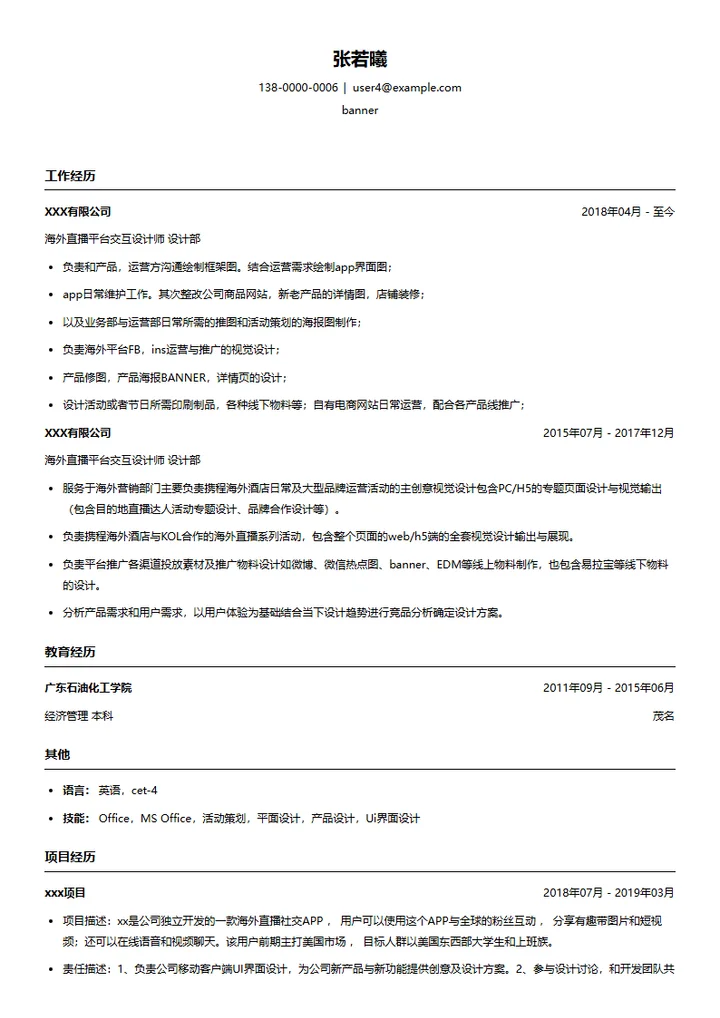 张若曦
138-0000-0006 | user4@example.com
banner
工作经历
XXX有限公司 2018年04月 - 至今
海外直播平台交互设计师 设计部
• 负责和产品，运营方沟通绘制框架图。结合运营需求绘制app界面图；
• app日常维护工作。其次整改公司商品网站，新老产品的详情图，店铺装修；
• 以及业务部与运营部日常所需的推图和活动策划的海报图制作；
• 负责海外平台FB，ins运营与推广的视觉设计；
• 产品修图，产品海报BANNER，详情页的设计；
• 设计活动或者节日所需印刷制品，各种线下物料等；自有电商网站日常运营，配合各产品线推广；
XXX有限公司 2015年07月 - 2017年12月
海外直播平台交互设计师 设计部
• 服务于海外营销部门主要负责携程海外酒店日常及大型品牌运营活动的主创意视觉设计包含PC/H5的专题页面设计与视觉输出
（包含目的地直播达人活动专题设计、品牌合作设计等）。
• 负责携程海外酒店与KOL合作的海外直播系列活动，包含整个页面的web/h5端的全套视觉设计输出与展现。
• 负责平台推广各渠道投放素材及推广物料设计如微博、微信热点图、banner、EDM等线上物料制作，也包含易拉宝等线下物料
的设计。
• 分析产品需求和用户需求，以用户体验为基础结合当下设计趋势进行竞品分析确定设计方案。
教育经历
广东石油化工学院 2011年09月 - 2015年06月
经济管理 本科 茂名
其他
• 语言： 英语，cet-4
• 技能： Office，MS Office，活动策划，平面设计，产品设计，Ui界面设计
项目经历
xxx项目 2018年07月 - 2019年03月
• 项目描述：xx是公司独立开发的一款海外直播社交APP ， 用户可以使用这个APP与全球的粉丝互动 ， 分享有趣带图片和短视
频；还可以在线语音和视频聊天。该用户前期主打美国市场 ， 目标人群以美国东西部大学生和上班族。
• 责任描述：1、负责公司移动客户端UI界面设计，为公司新产品与新功能提供创意及设计方案。2、参与设计讨论，和开发团队共